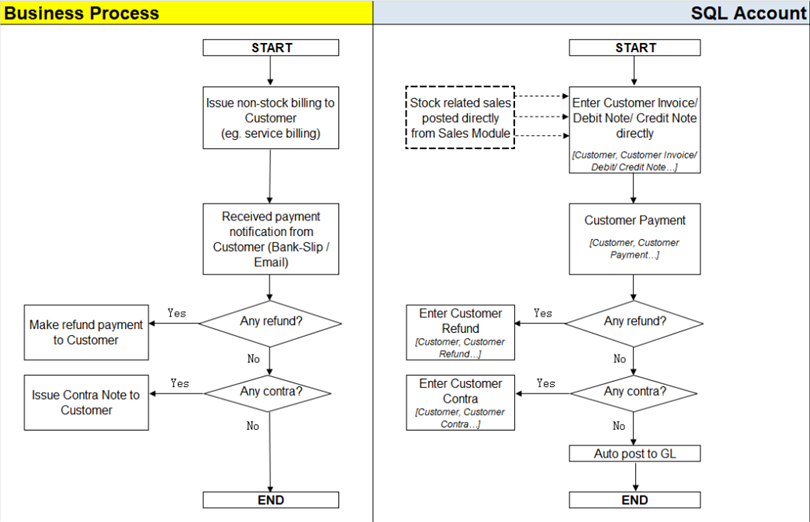 Business Process
SQL Account
START
Issue non-stock billing to
Customer
(eg. service billing)
Received payment
notification from
Customer (Bank-Slip /
Email)
Any refund?
Yes
Make refund payment
to Customer
No
Any contra?
Yes
Issue Contra Note to
Customer
No
END
START
Stock related sales
posted directly
from Sales Module
Enter Customer Invoice/
Debit Note/ Credit Note
directly
[Customer, Customer Invoice/
Debit/ Credit Note...]
Customer Payment
[Customer, Customer
Payment...]
Any refund?
Yes
Enter Customer
Refund
[Customer, Customer
Refund...]
No
Any contra?
Yes
Enter Customer
Contra
[Customer, Customer
Contra...]
No
Auto post to GL
END